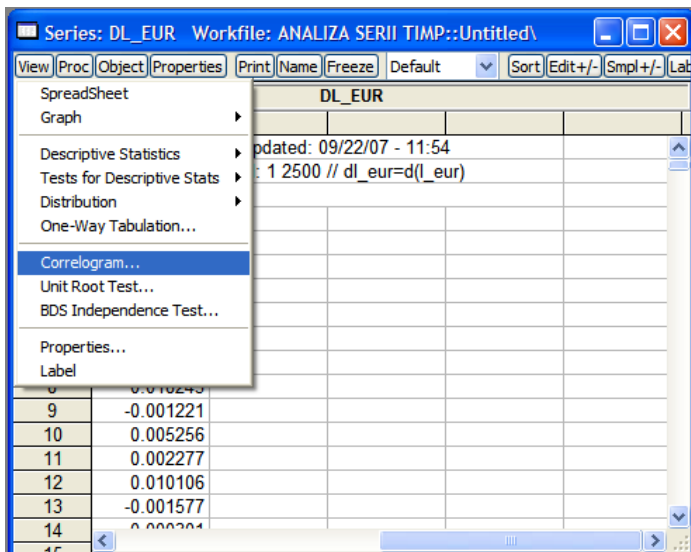 Series: DL_EUR Workfile: ANALIZA SERII TIMP::Untitled\
View Proc Object Properties Print Name Freeze Default Sort Edit+/- Smpl+/- Lab
DL_EUR
SpreadSheet
Graph
Descriptive Statistics
Tests for Descriptive Stats
Distribution
One-Way Tabulation...
Correlogram...
Unit Root Test...
BDS Independence Test...
Properties...
Label
pdated: 09/22/07 - 11:54
: 1 2500 // dl_eur=d(l_eur)
9 -0.001221
10 0.005256
11 0.002277
12 0.010106
13 -0.001577
14